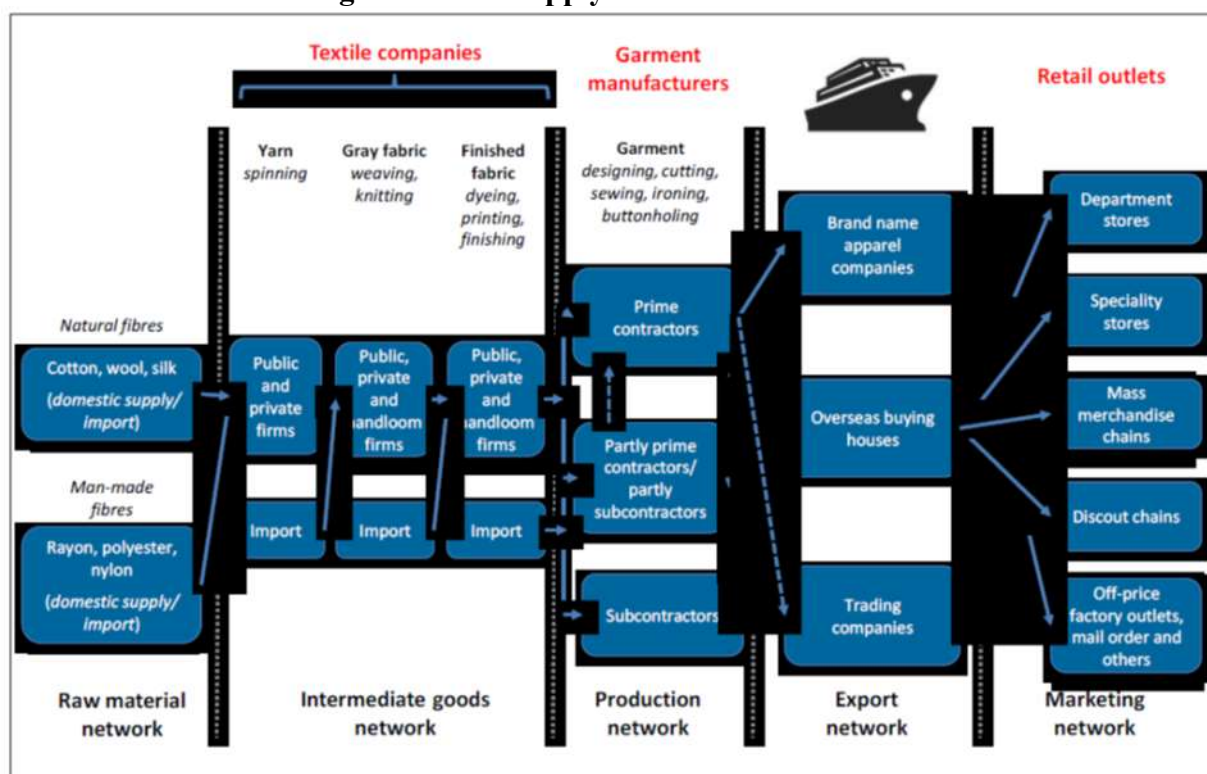 Textile companies
Garment
manufacturers
Retail outlets
Yarn
spinning
Gray fabric
weaving,
knitting
Finished
fabric
dyeing,
printing,
finishing
Garment
designing, cutting,
sewing, ironing,
buttonholing
Natural fibres
Cotton, wool, silk
(domestic supply/
import)
Man-made
fibres
Rayon, polyester,
nylon
(domestic supply/
import)
Public
and
private
firms
Public,
private
and
handloom
firms
Public,
private
and
handloom
firms
Import
Import
Import
Prime
contractors
Partly prime
contractors/
partly
subcontractors
Subcontractors
Brand name
apparel
companies
Overseas buying
houses
Trading
companies
Department
stores
Speciality
stores
Mass
merchandise
chains
Discout chains
Off-price
factory outlets,
mail order and
others
Raw material
network
Intermediate goods
network
Production
network
Export
network
Marketing
network